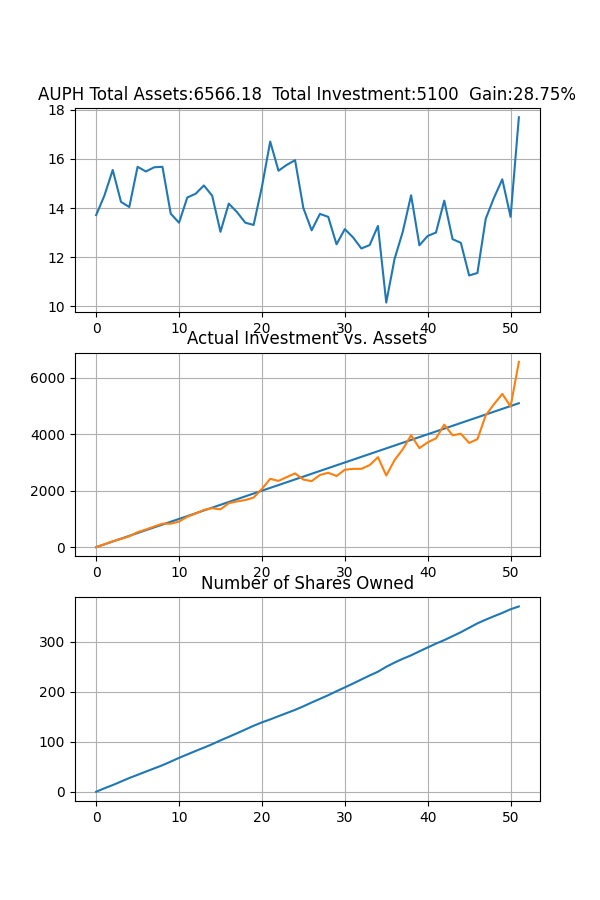 AUPH Total Assets:6566.18  Total Investment:5100  Gain:28.75%
18
16
14
12
10
0 10 20 30 40 50
Actual Investment vs. Assets
6000
4000
2000
0
0 10 20 30 40 50
Number of Shares Owned
300
200
100
0
0 10 20 30 40 50